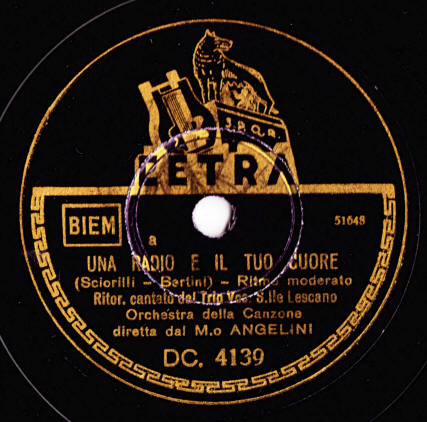 S.P.Q.R.
CETRA
BIEM
a
51648
UNA RADIO E IL TUO CUORE
(Sciorilli - Bertini) - Ritmo moderato
Ritor. cantato dal Trio Voc. S.lle Lescano
Orchestra della Canzone
diretta dal M.o ANGELINI
DC. 4139